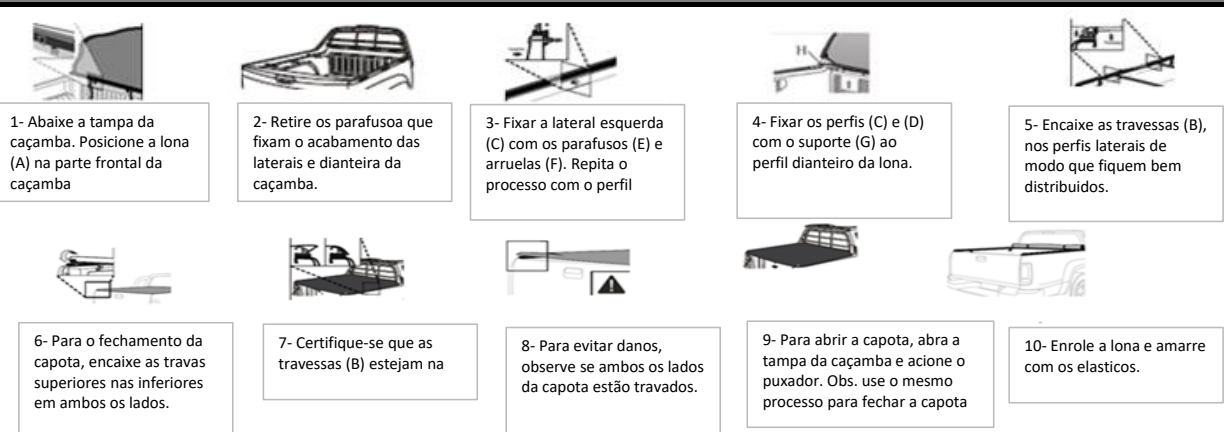 1- Abaixe a tampa da
caçamba. Posicione a lona
(A) na parte frontal da
caçamba
2- Retire os parafusoa que
fixam o acabamento das
laterais e dianteira da
caçamba.
3- Fixar a lateral esquerda
(C) com os parafusos (E) e
arruelas (F). Repita o
processo com o perfil
H
D
I
4- Fixar os perfis (C) e (D)
com o suporte (G) ao
perfil dianteiro da lona.
5- Encaixe as travessas (B),
nos perfis laterais de
modo que fiquem bem
distribuidos.
6- Para o fechamento da
capota, encaixe as travas
superiores nas inferiores
em ambos os lados.
7- Certifique-se que as
travessas (B) estejam na
8- Para evitar danos,
observe se ambos os lados
da capota estão travados.
9- Para abrir a capota, abra a
tampa da caçamba e acione o
puxador. Obs. use o mesmo
processo para fechar a capota
10- Enrole a lona e amarre
com os elasticos.